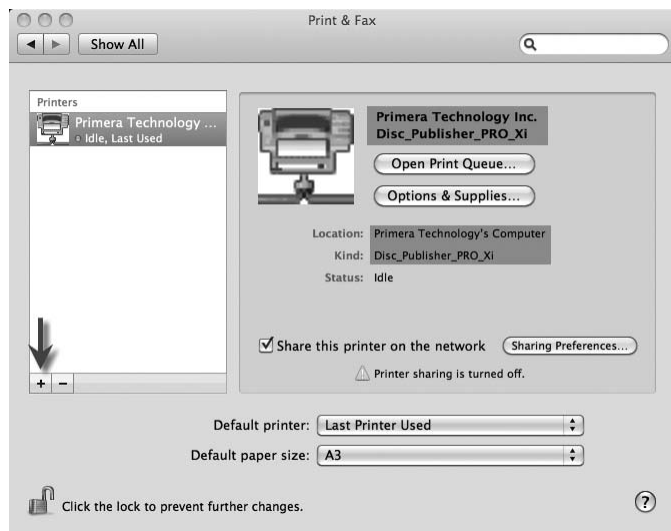 Print & Fax
Show All
Printers
Primera Technology ...
Idle, Last Used
+ −
Primera Technology Inc.
Disc_Publisher_PRO_Xi
Open Print Queue...
Options & Supplies...
Location: Primera Technology's Computer
Kind: Disc_Publisher_PRO_Xi
Status: Idle
Share this printer on the network
Sharing Preferences...
Printer sharing is turned off.
Default printer: Last Printer Used
Default paper size: A3
Click the lock to prevent further changes.
?